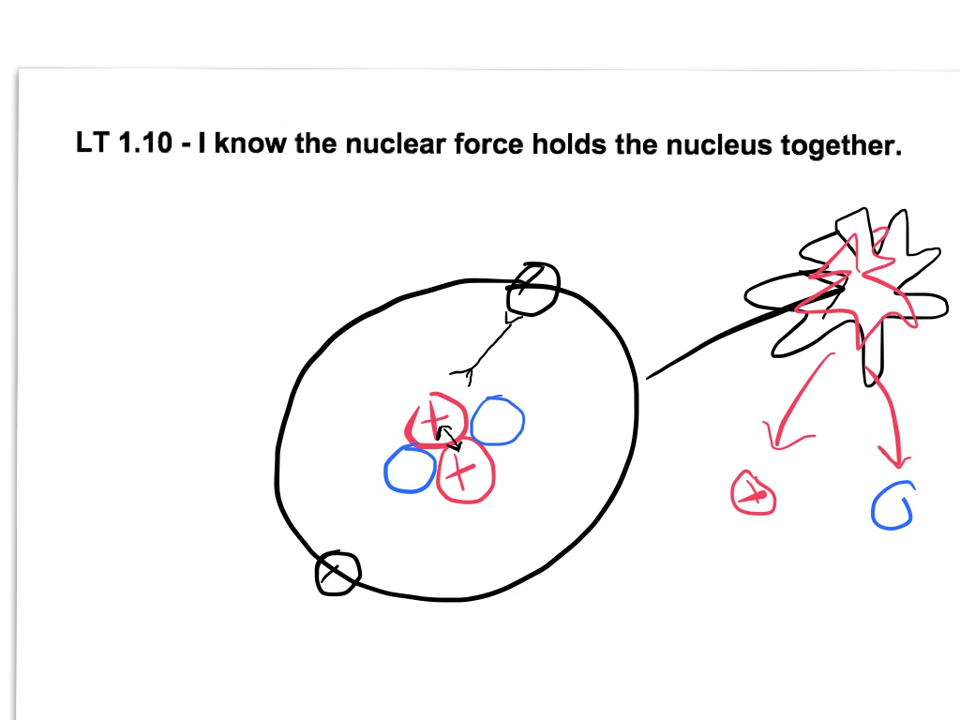 LT 1.10 - I know the nuclear force holds the nucleus together.
+
+
+